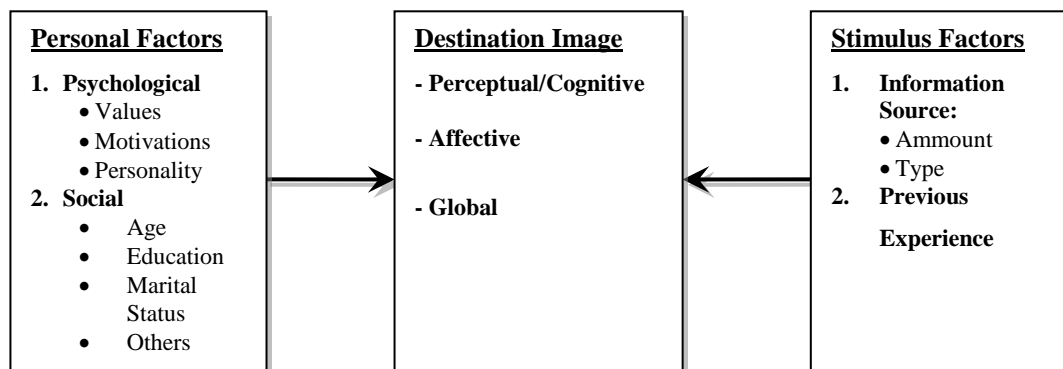 Personal Factors
1. Psychological
• Values
• Motivations
• Personality
2. Social
• Age
• Education
• Marital
Status
• Others
Destination Image
- Perceptual/Cognitive
- Affective
- Global
Stimulus Factors
1. Information
Source:
• Ammount
• Type
2. Previous
Experience